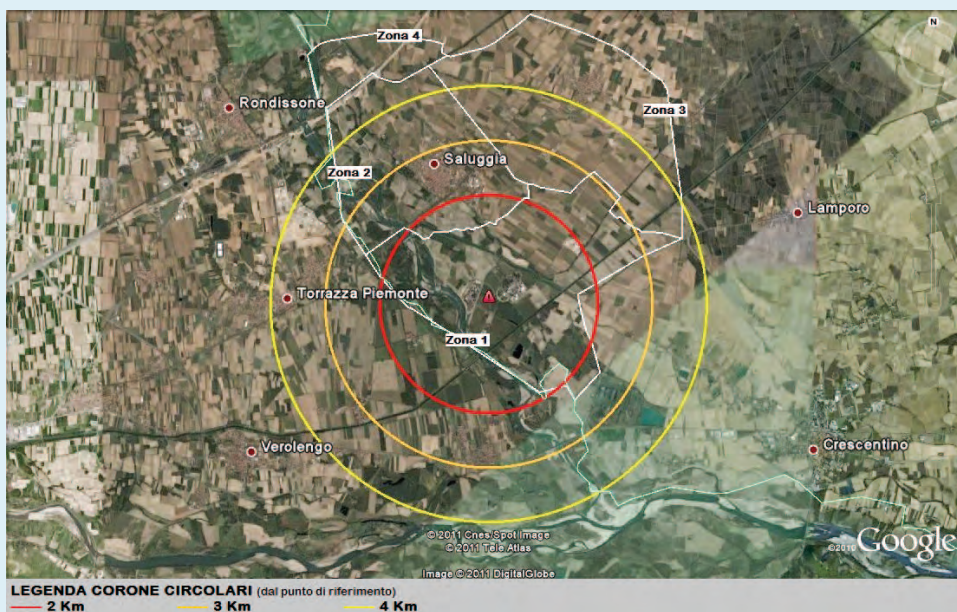 N
Zona 4
Rondissone
Zona 3
Saluggia
Zona 2
Lamporo
Torrazza Piemonte
Zona 1
Verolengo
Crescentino
© 2011 Cnes/Spot Image
© 2011 Tele Atlas
©2010 Google
Image © 2011 DigitalGlobe
LEGENDA CORONE CIRCOLARI (dal punto di riferimento)
2 Km 3 Km 4 Km